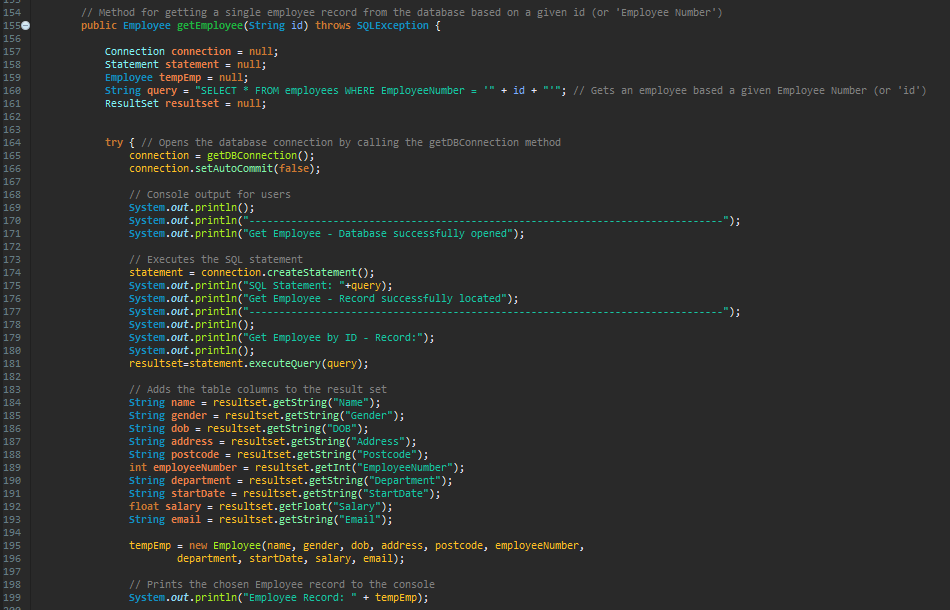 153
154 // Method for getting a single employee record from the database based on a given id (or 'Employee Number')
155 public Employee getEmployee(String id) throws SQLException {
156
157 Connection connection = null;
158 Statement statement = null;
159 Employee tempEmp = null;
160 String query = "SELECT * FROM employees WHERE EmployeeNumber = '" + id + "'"; // Gets an employee based a given Employee Number (or 'id')
161 ResultSet resultset = null;
162
163
164 try { // Opens the database connection by calling the getDBConnection method
165 connection = getDBConnection();
166 connection.setAutoCommit(false);
167
168 // Console output for users
169 System.out.println();
170 System.out.println("-------------------------------------------------------------------------------");
171 System.out.println("Get Employee - Database successfully opened");
172
173 // Executes the SQL statement
174 statement = connection.createStatement();
175 System.out.println("SQL Statement: "+query);
176 System.out.println("Get Employee - Record successfully located");
177 System.out.println("-------------------------------------------------------------------------------");
178 System.out.println();
179 System.out.println("Get Employee by ID - Record:");
180 System.out.println();
181 resultset=statement.executeQuery(query);
182
183 // Adds the table columns to the result set
184 String name = resultset.getString("Name");
185 String gender = resultset.getString("Gender");
186 String dob = resultset.getString("DOB");
187 String address = resultset.getString("Address");
188 String postcode = resultset.getString("Postcode");
189 int employeeNumber = resultset.getInt("EmployeeNumber");
190 String department = resultset.getString("Department");
191 String startDate = resultset.getString("StartDate");
192 float salary = resultset.getFloat("Salary");
193 String email = resultset.getString("Email");
194
195 tempEmp = new Employee(name, gender, dob, address, postcode, employeeNumber,
196 department, startDate, salary, email);
197
198 // Prints the chosen Employee record to the console
199 System.out.println("Employee Record: " + tempEmp);
200